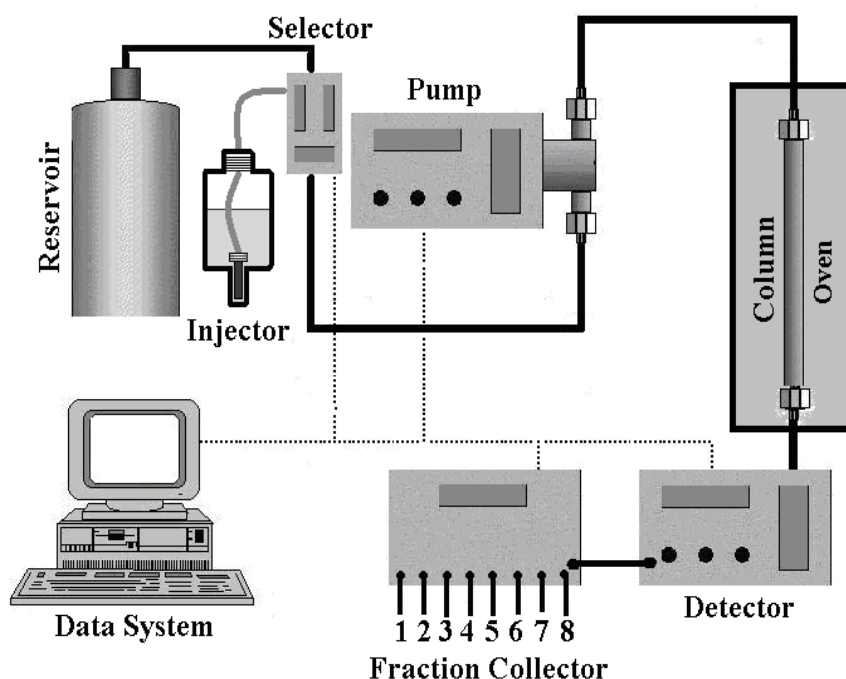 Selector
Pump
Reservoir
Injector
Column
Oven
Data System
1 2 3 4 5 6 7 8
Fraction Collector
Detector